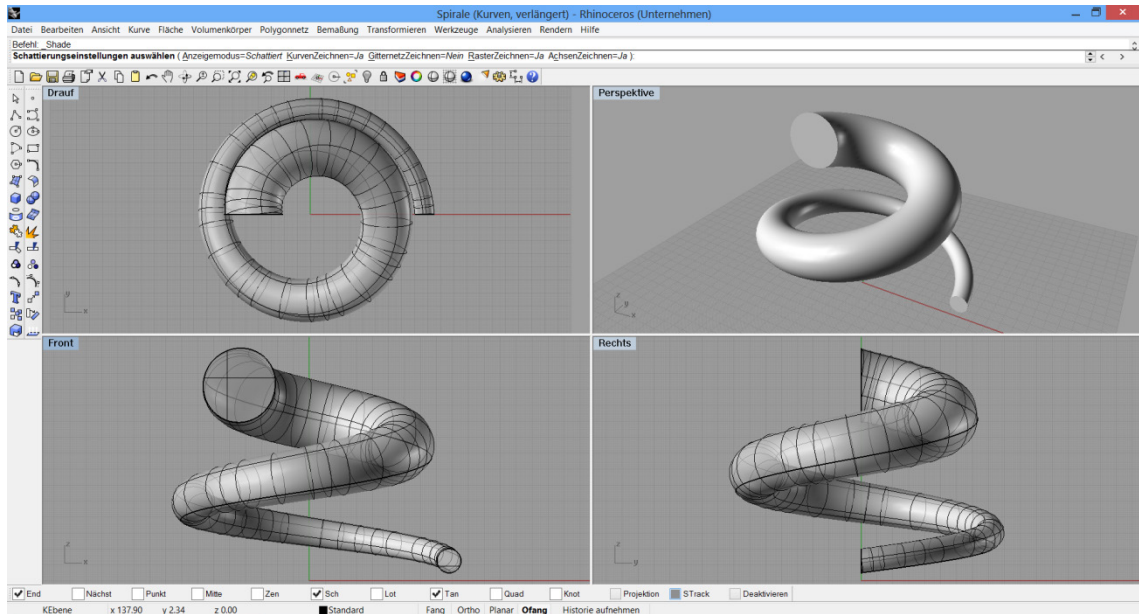 Spirale (Kurven, verlängert) - Rhinoceros (Unternehmen)
Datei Bearbeiten Ansicht Kurve Fläche Volumenkörper Polygonnetz Bemaßung Transformieren Werkzeuge Analysieren Rendern Hilfe
Befehl: _Shade
Schattierungseinstellungen auswählen ( Anzeigemodus=Schattiert KurvenZeichnen=Ja GitternetzZeichnen=Nein RasterZeichnen=Ja AchsenZeichnen=Ja ):
Drauf
y
x
Perspektive
z
y
x
Front
z
x
Rechts
z
y
End Nächst Punkt Mitte Zen Sch Lot Tan Quad Knot Projektion STrack Deaktivieren
KEbene x 137.90 y 2.34 z 0.00 Standard Fang Ortho Planar Ofang Historie aufnehmen